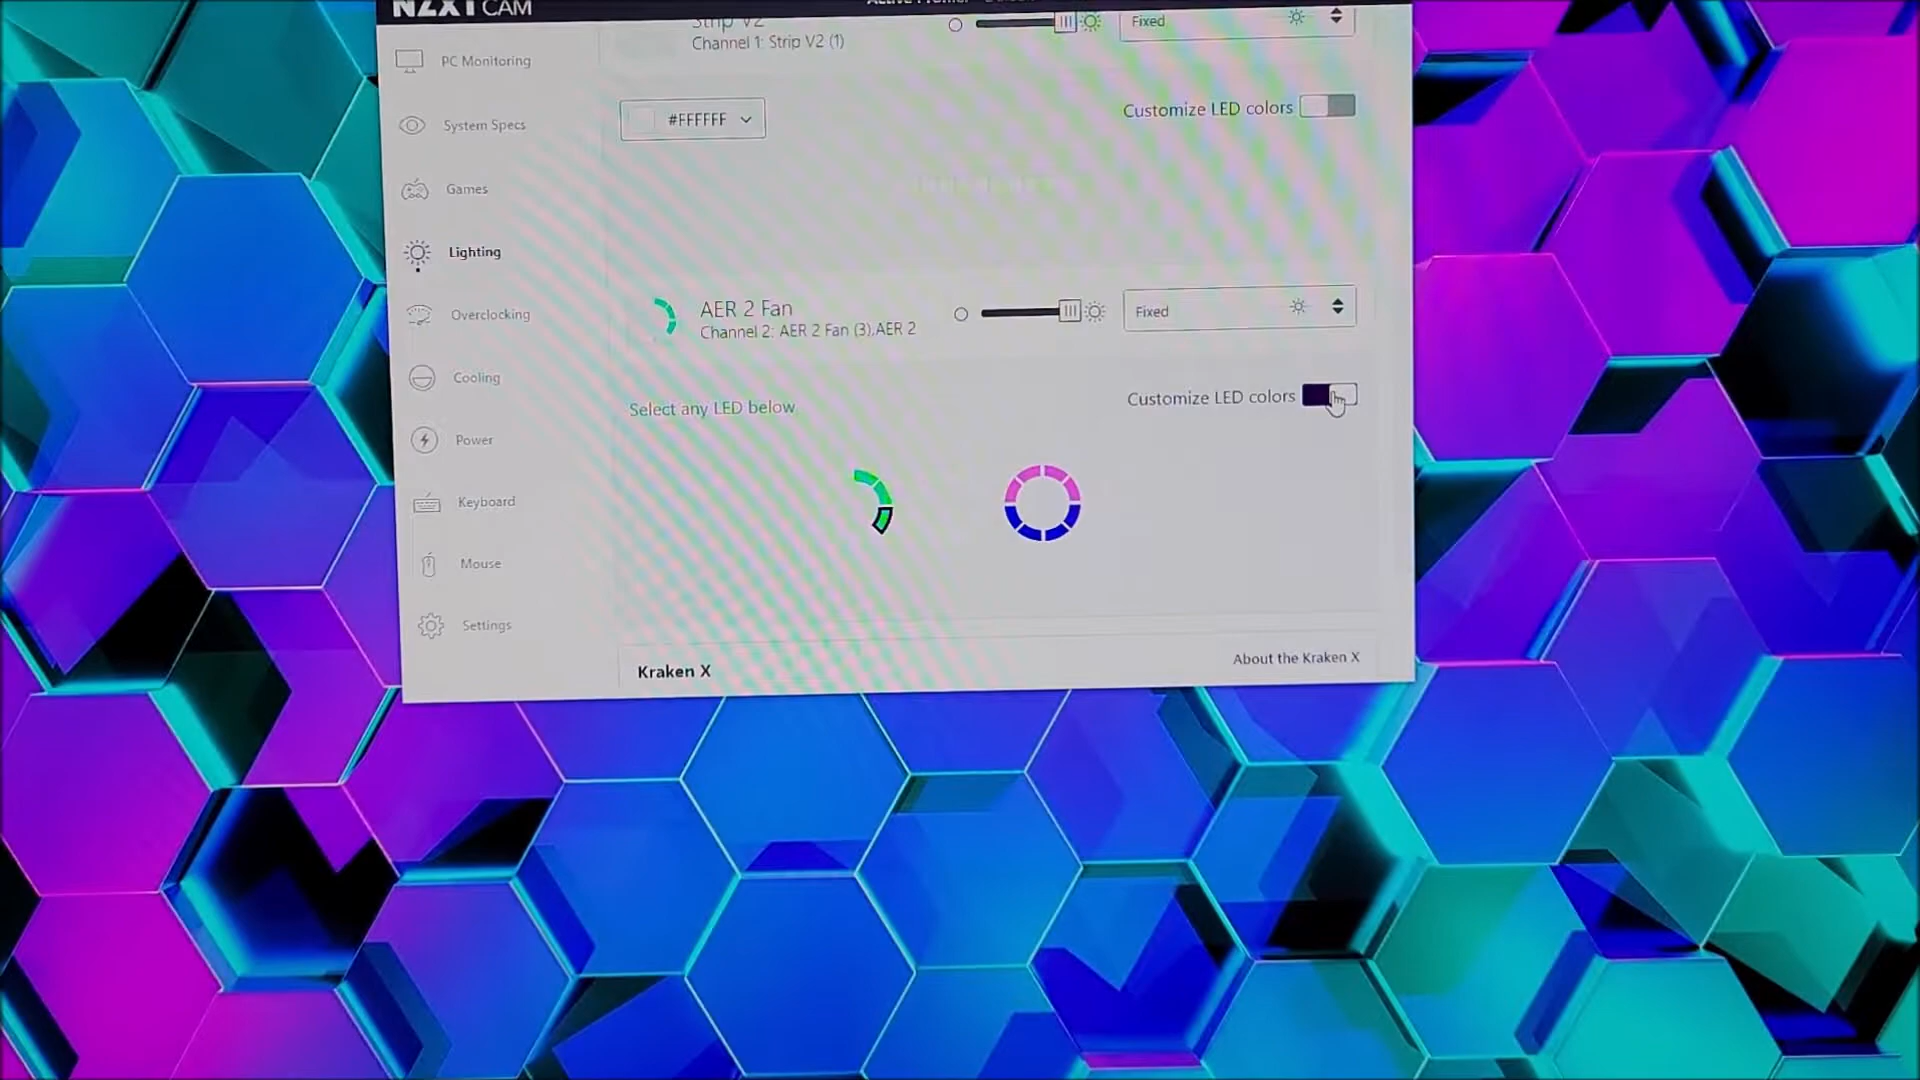 NZXT CAM
Strip V2
Channel 1: Strip V2 (1)
Fixed
PC Monitoring
#FFFFFF
Customize LED colors
System Specs
Games
Lighting
AER 2 Fan
Channel 2: AER 2 Fan (3),AER 2
Fixed
Overclocking
Cooling
Select any LED below
Customize LED colors
Power
Keyboard
Mouse
Settings
Kraken X
About the Kraken X